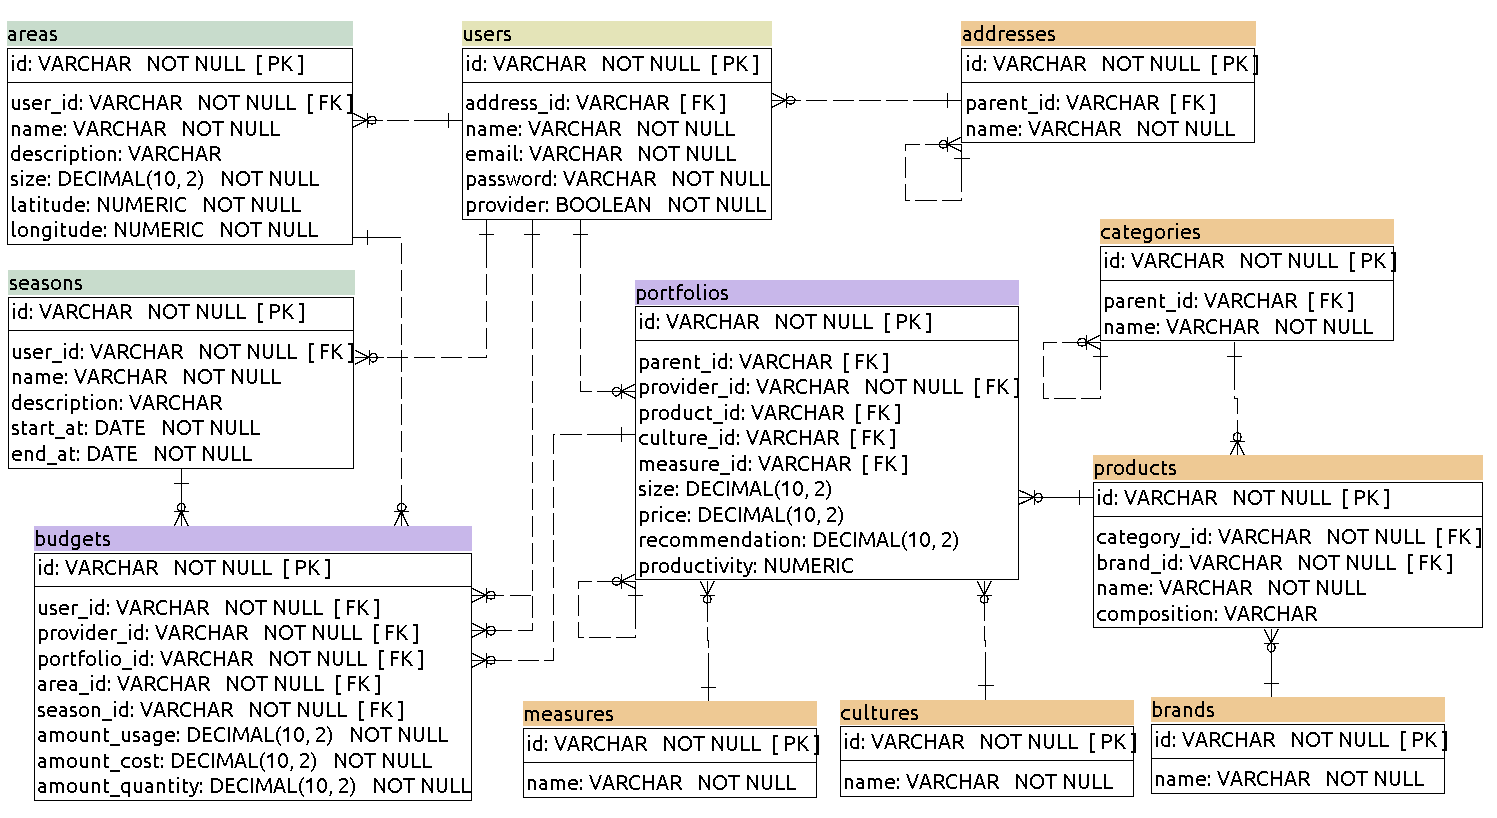 areas
id: VARCHAR NOT NULL [ PK ]
user_id: VARCHAR NOT NULL [ FK ]
name: VARCHAR NOT NULL
description: VARCHAR
size: DECIMAL(10, 2) NOT NULL
latitude: NUMERIC NOT NULL
longitude: NUMERIC NOT NULL
users
id: VARCHAR NOT NULL [ PK ]
address_id: VARCHAR [ FK ]
name: VARCHAR NOT NULL
email: VARCHAR NOT NULL
password: VARCHAR NOT NULL
provider: BOOLEAN NOT NULL
addresses
id: VARCHAR NOT NULL [ PK ]
parent_id: VARCHAR [ FK ]
name: VARCHAR NOT NULL
categories
id: VARCHAR NOT NULL [ PK ]
parent_id: VARCHAR [ FK ]
name: VARCHAR NOT NULL
seasons
id: VARCHAR NOT NULL [ PK ]
user_id: VARCHAR NOT NULL [ FK ]
name: VARCHAR NOT NULL
description: VARCHAR
start_at: DATE NOT NULL
end_at: DATE NOT NULL
portfolios
id: VARCHAR NOT NULL [ PK ]
parent_id: VARCHAR [ FK ]
provider_id: VARCHAR NOT NULL [ FK ]
product_id: VARCHAR [ FK ]
culture_id: VARCHAR [ FK ]
measure_id: VARCHAR [ FK ]
size: DECIMAL(10, 2)
price: DECIMAL(10, 2)
recommendation: DECIMAL(10, 2)
productivity: NUMERIC
products
id: VARCHAR NOT NULL [ PK ]
category_id: VARCHAR NOT NULL [ FK ]
brand_id: VARCHAR NOT NULL [ FK ]
name: VARCHAR NOT NULL
composition: VARCHAR
budgets
id: VARCHAR NOT NULL [ PK ]
user_id: VARCHAR NOT NULL [ FK ]
provider_id: VARCHAR NOT NULL [ FK ]
portfolio_id: VARCHAR NOT NULL [ FK ]
area_id: VARCHAR NOT NULL [ FK ]
season_id: VARCHAR NOT NULL [ FK ]
amount_usage: DECIMAL(10, 2) NOT NULL
amount_cost: DECIMAL(10, 2) NOT NULL
amount_quantity: DECIMAL(10, 2) NOT NULL
measures
id: VARCHAR NOT NULL [ PK ]
name: VARCHAR NOT NULL
cultures
id: VARCHAR NOT NULL [ PK ]
name: VARCHAR NOT NULL
brands
id: VARCHAR NOT NULL [ PK ]
name: VARCHAR NOT NULL